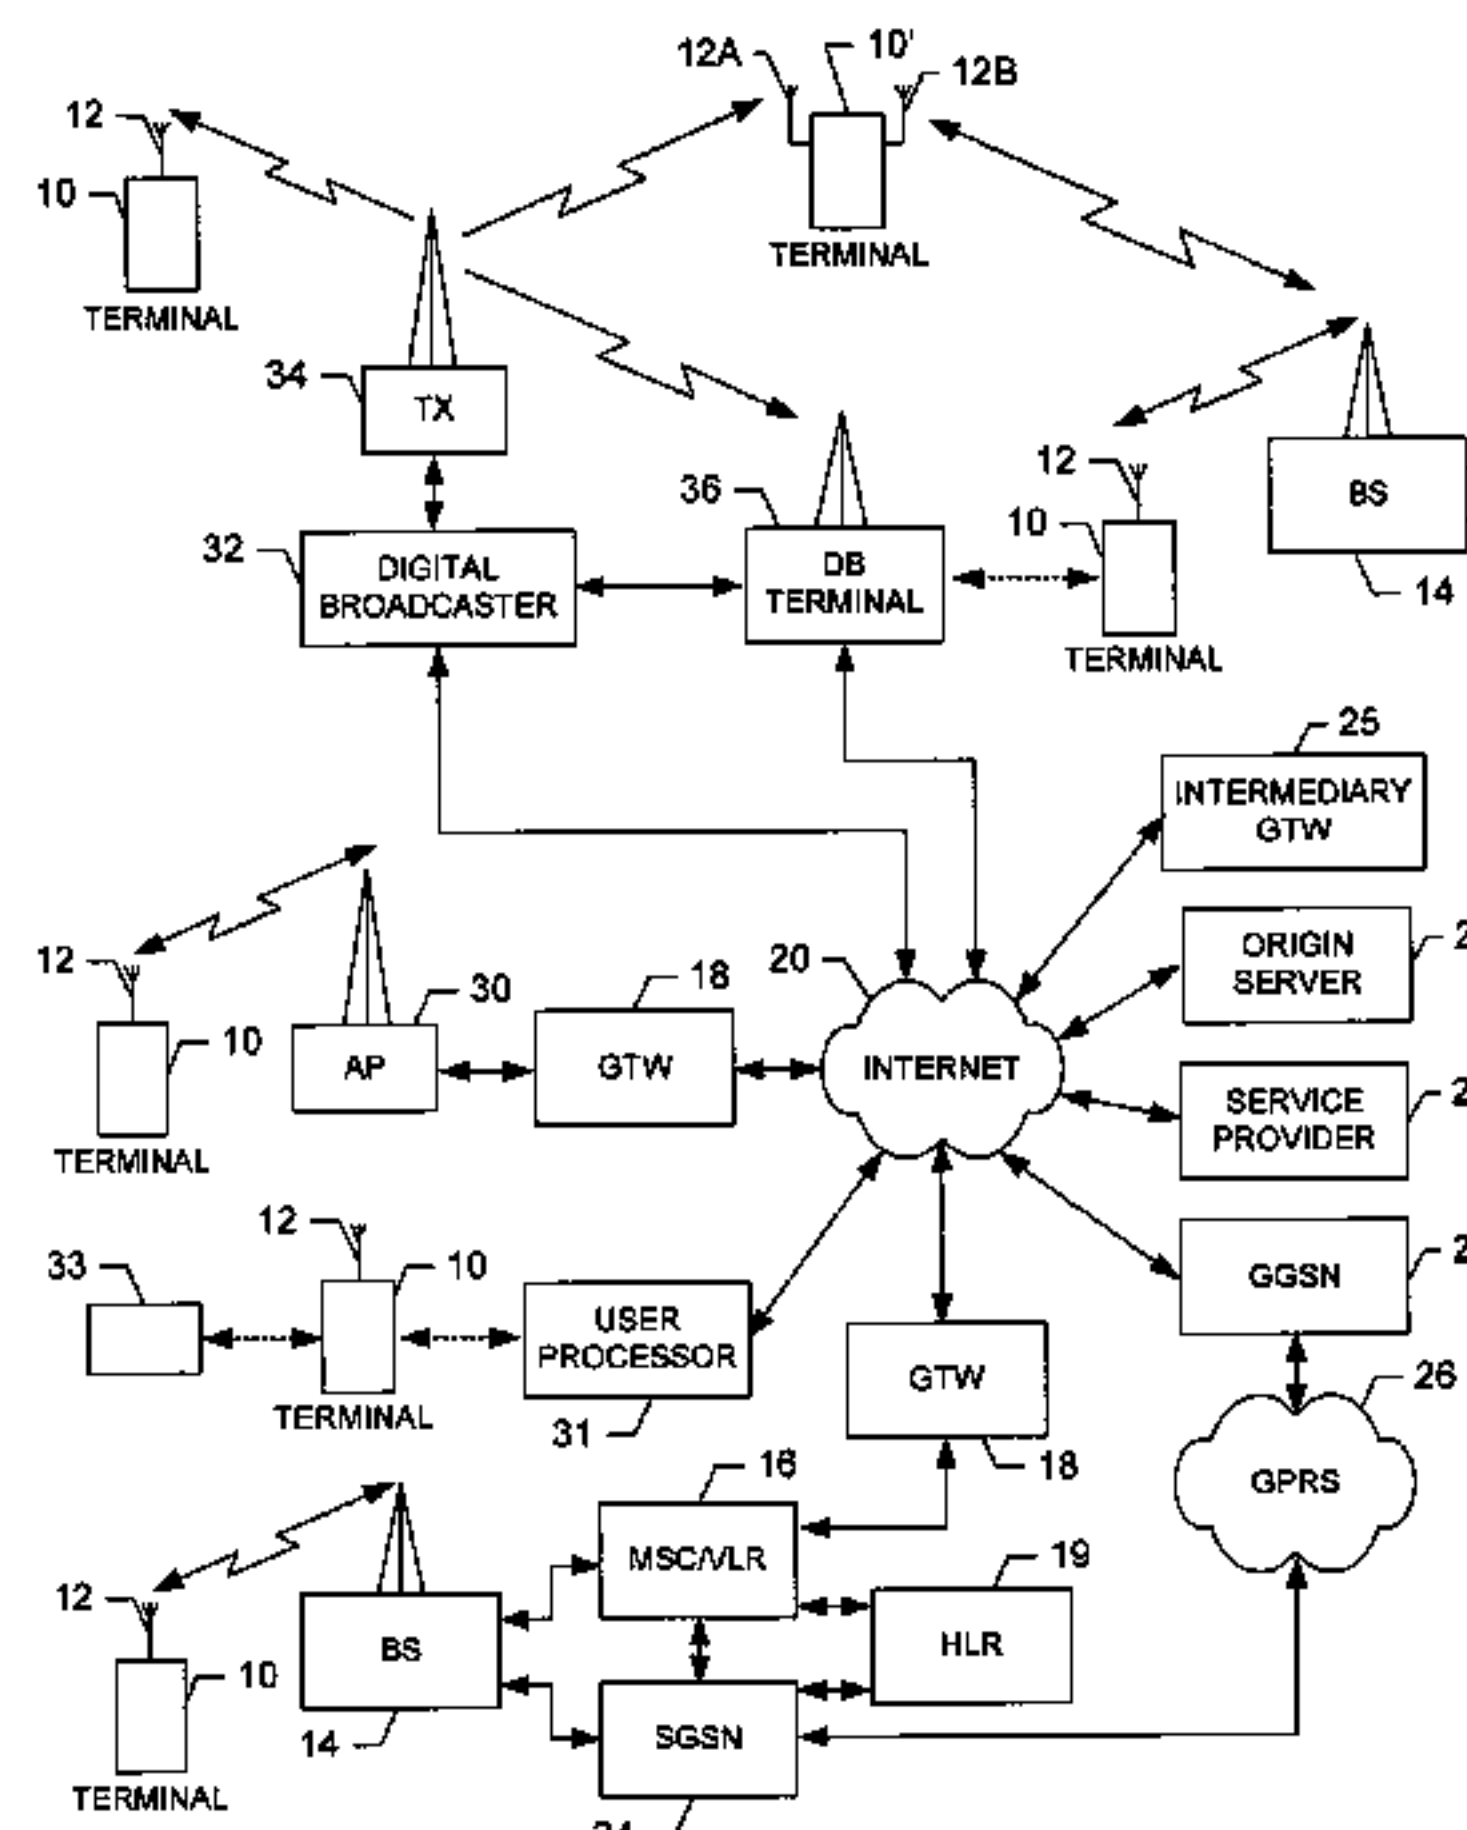 12A
10'
12B
12
10
TERMINAL
TERMINAL
34
TX
12
BS
36
10
32
DIGITAL
BROADCASTER
DB
TERMINAL
14
TERMINAL
25
INTERMEDIARY
GTW
12
20
ORIGIN
SERVER
30
18
10
AP
GTW
INTERNET
SERVICE
PROVIDER
TERMINAL
12
33
10
GGSN
USER
PROCESSOR
GTW
26
TERMINAL
31
18
16
GPRS
MSC/VLR
19
12
BS
HLR
10
14
SGSN
TERMINAL